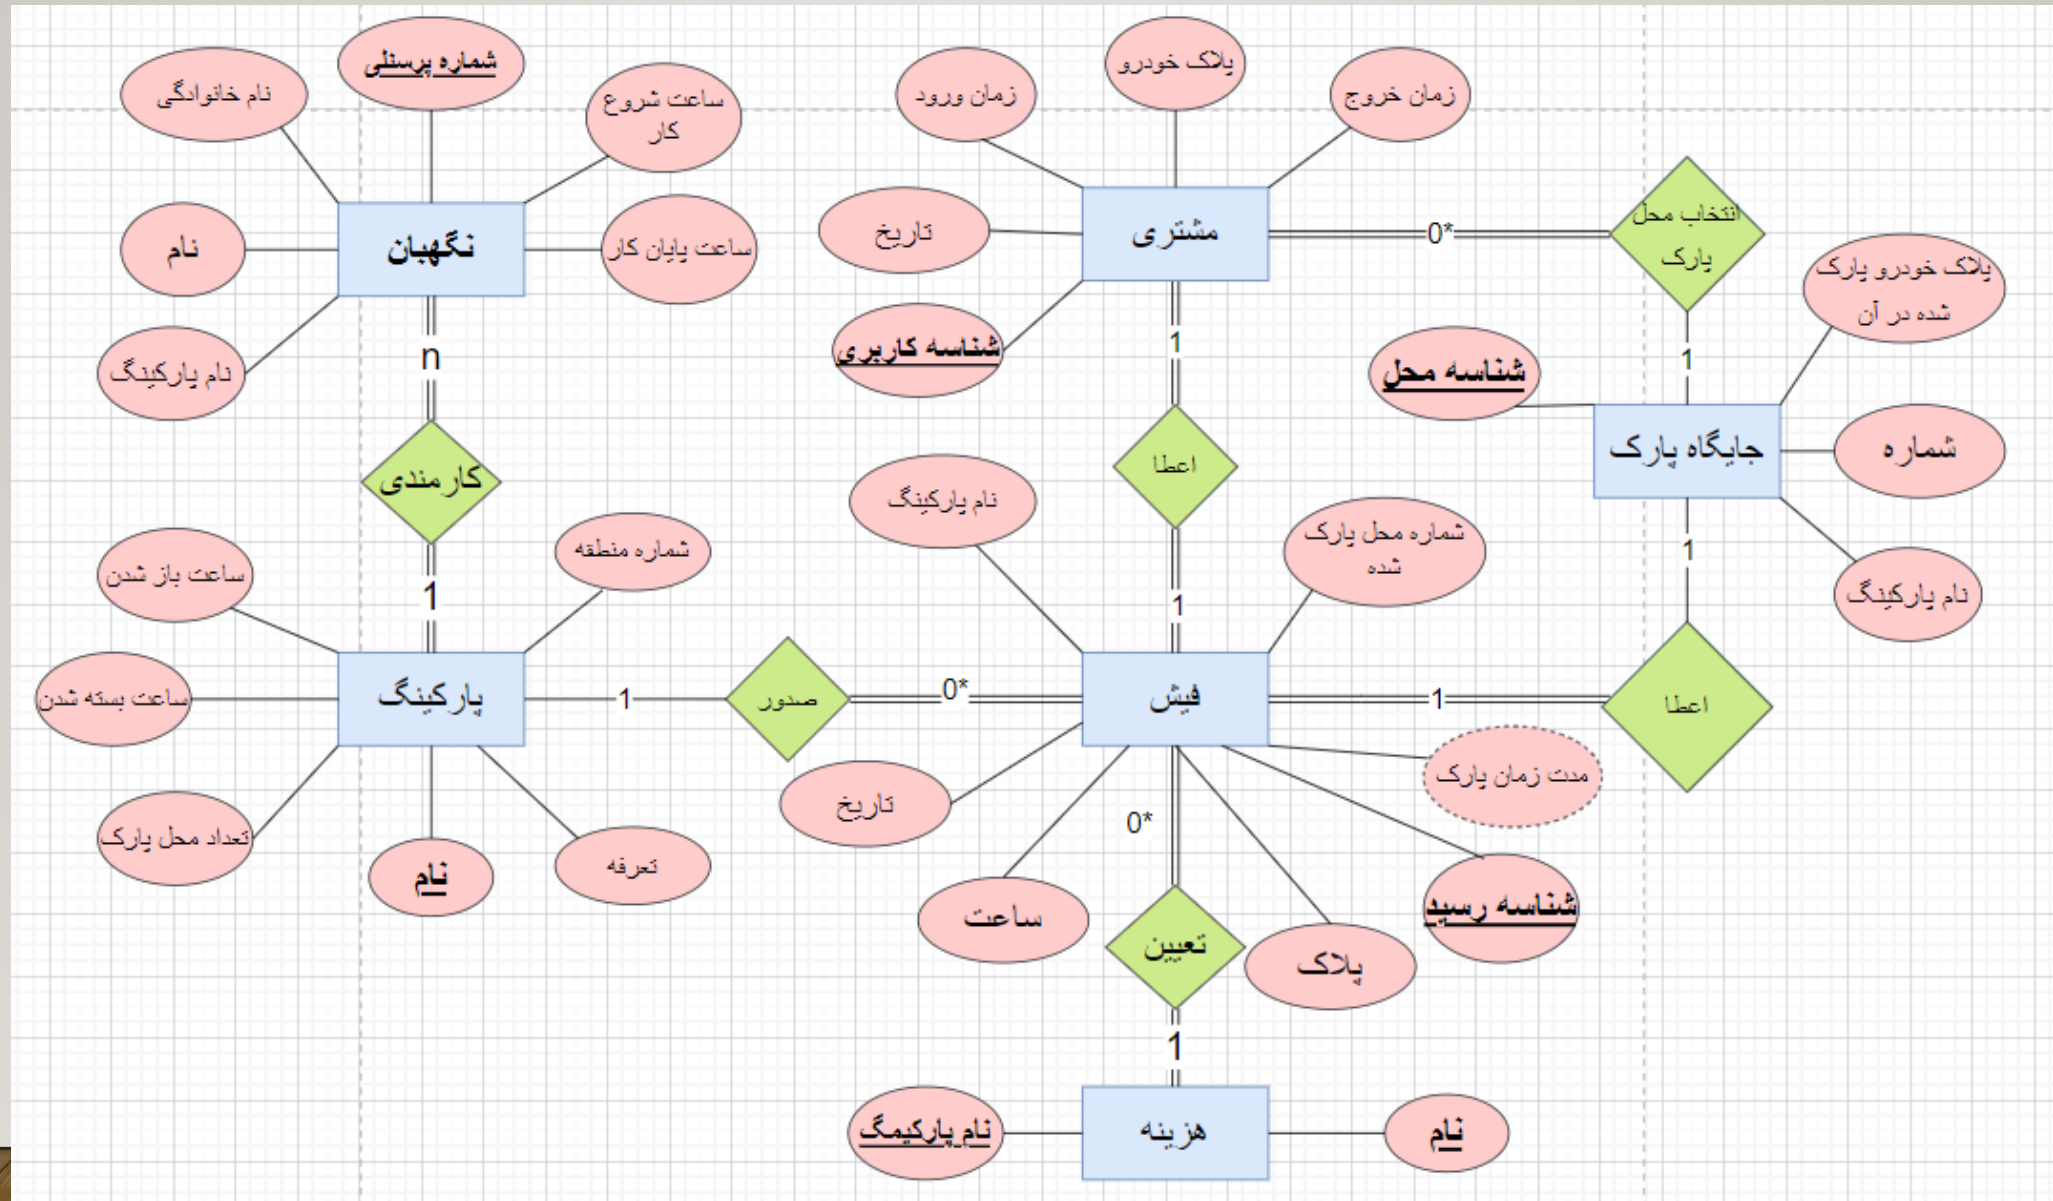 شماره پرسنلی
نام خانوادگی
ساعت شروع
کار
نام
نگهبان
ساعت پایان کار
نام پارکینگ
n
کارمندی
1
ساعت باز شدن
شماره منطقه
ساعت بسته شدن
پارکینگ
1
صدور
0*
تعداد محل پارک
نام
تعرفه
پلاک خودرو
زمان ورود
زمان خروج
تاریخ
مشتری
0*
انتخاب محل
پارک
شناسه کاربری
1
اعطا
1
1
پلاک خودرو پارک
شده در آن
شناسه محل
جایگاه پارک
شماره
نام پارکینگ
1
نام پارکینگ
شماره محل پارک
شده
فیش
1
اعطا
مدت زمان پارک
تاریخ
0*
ساعت
تعیین
پلاک
شناسه رسید
1
نام پارکیمگ
هزینه
نام